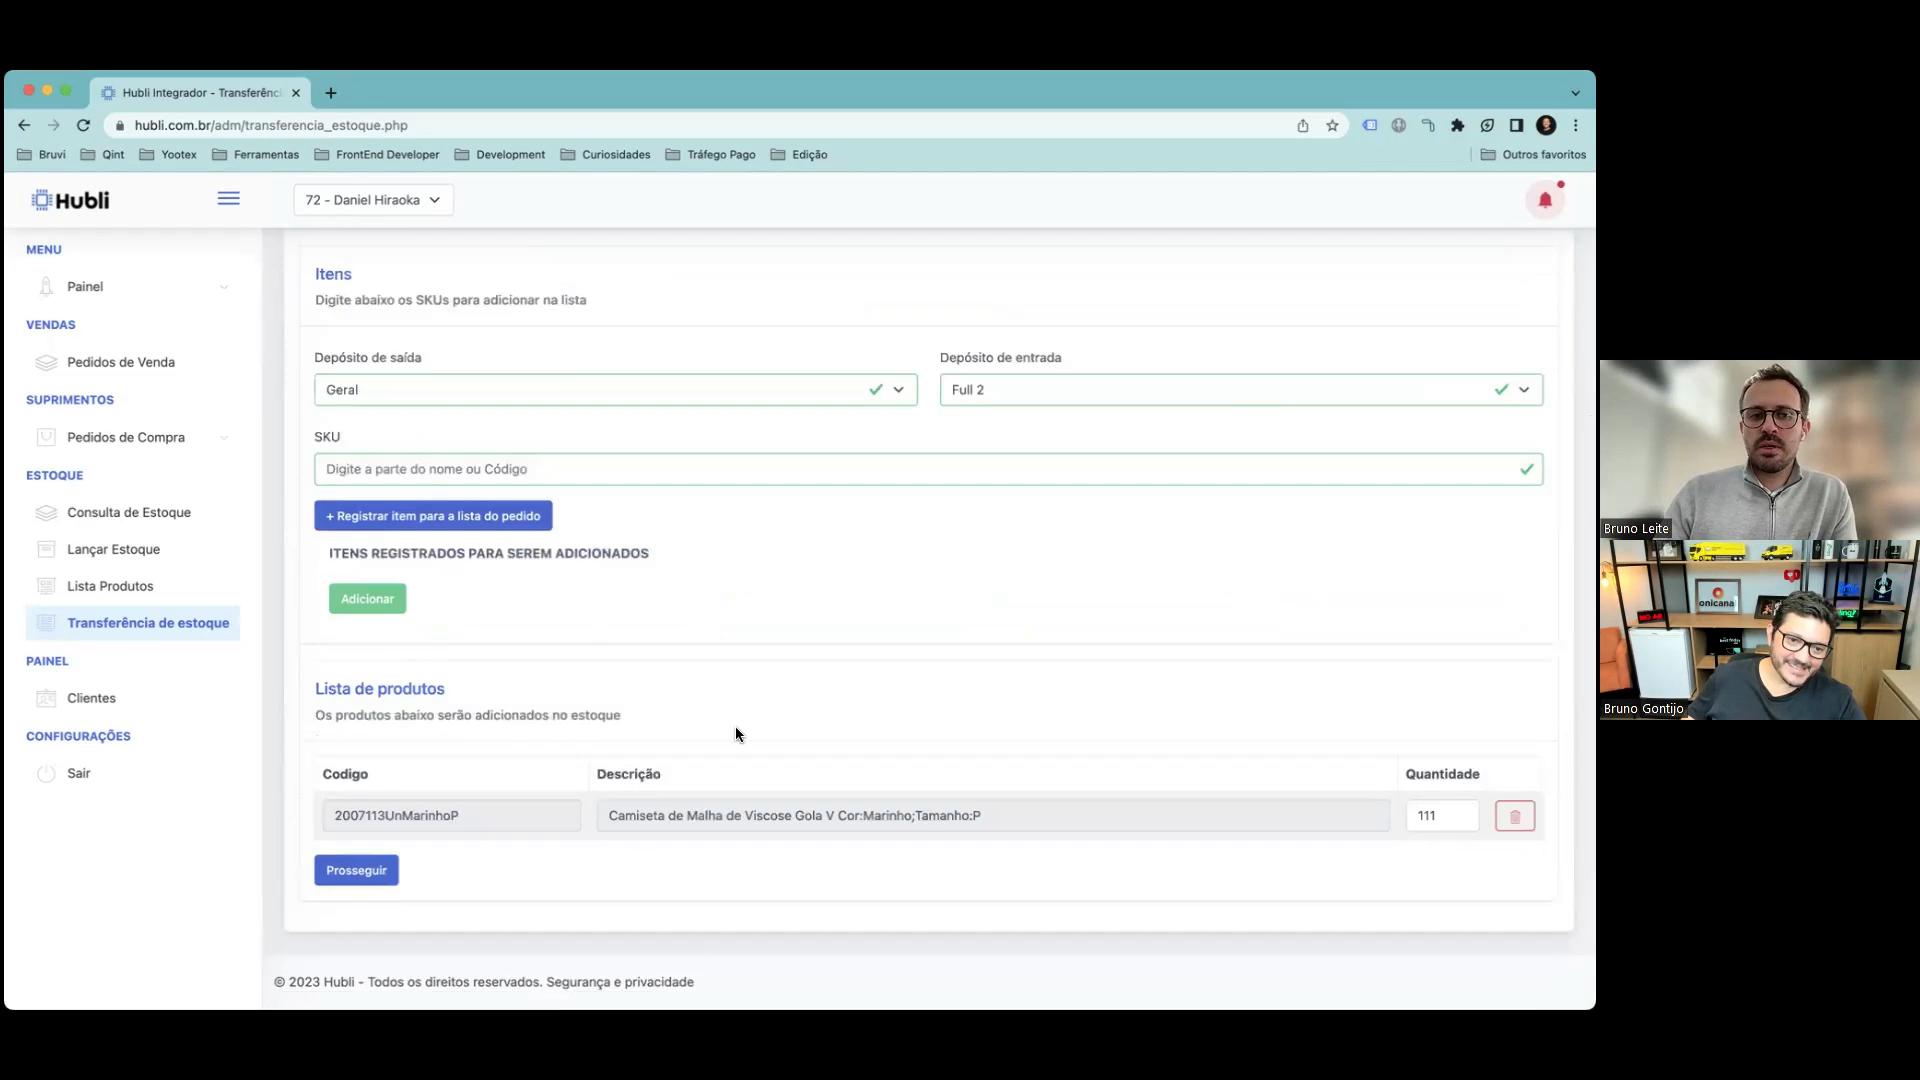 Hubli Integrador - Transferênc
hubli.com.br/adm/transferencia_estoque.php
Bruvi
Qint
Yootex
Ferramentas
FrontEnd Developer
Development
Curiosidades
Tráfego Pago
Edição
Outros favoritos
Hubli
72 - Daniel Hiraoka
MENU
Painel
VENDAS
Pedidos de Venda
SUPRIMENTOS
Pedidos de Compra
ESTOQUE
Consulta de Estoque
Lançar Estoque
Lista Produtos
Transferência de estoque
PAINEL
Clientes
CONFIGURAÇÕES
Sair
Itens
Digite abaixo os SKUs para adicionar na lista
Depósito de saída
Depósito de entrada
Geral
Full 2
SKU
Digite a parte do nome ou Código
+ Registrar item para a lista do pedido
ITENS REGISTRADOS PARA SEREM ADICIONADOS
Adicionar
Lista de produtos
Os produtos abaixo serão adicionados no estoque
Codigo
Descrição
Quantidade
2007113UnMarinhoP
Camiseta de Malha de Viscose Gola V Cor:Marinho;Tamanho:P
111
Prosseguir
© 2023 Hubli - Todos os direitos reservados. Segurança e privacidade
Bruno Leite
onicana
Bruno Gontijo